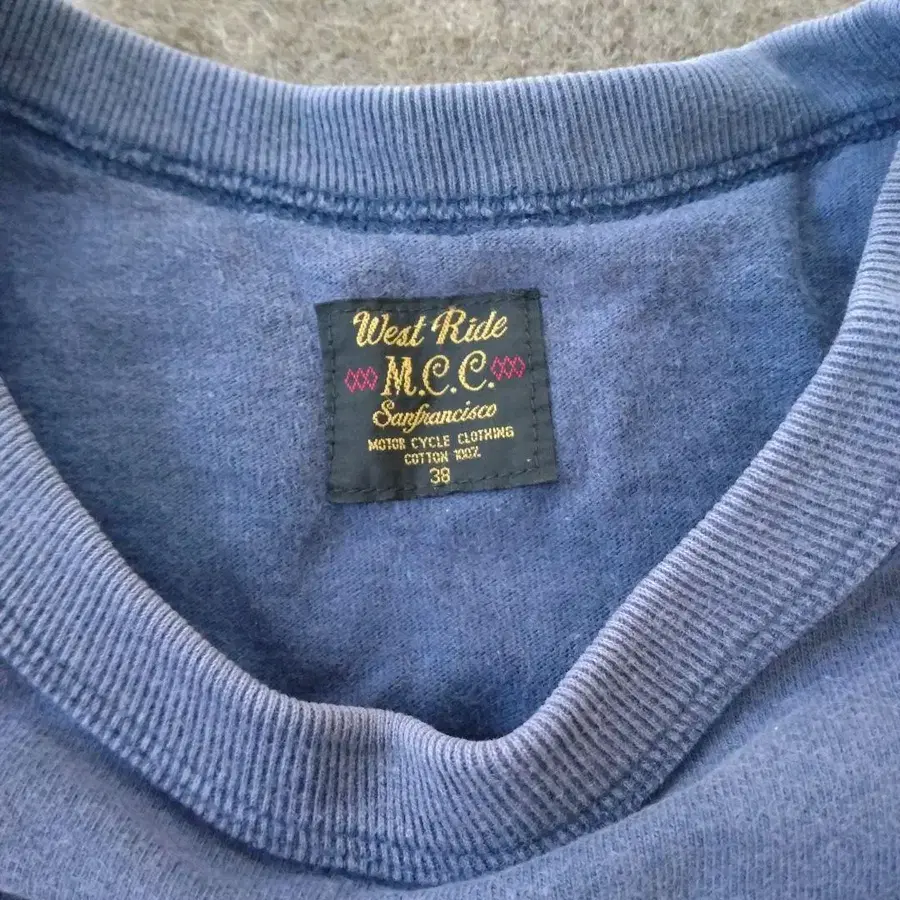 West Ride
M.C.C.
Sanfrancisco
MOTOR CYCLE CLOTHING
COTTON 100%
38